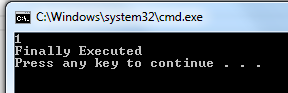 C:\Windows\system32\cmd.exe
1
Finally Executed
Press any key to continue . . .